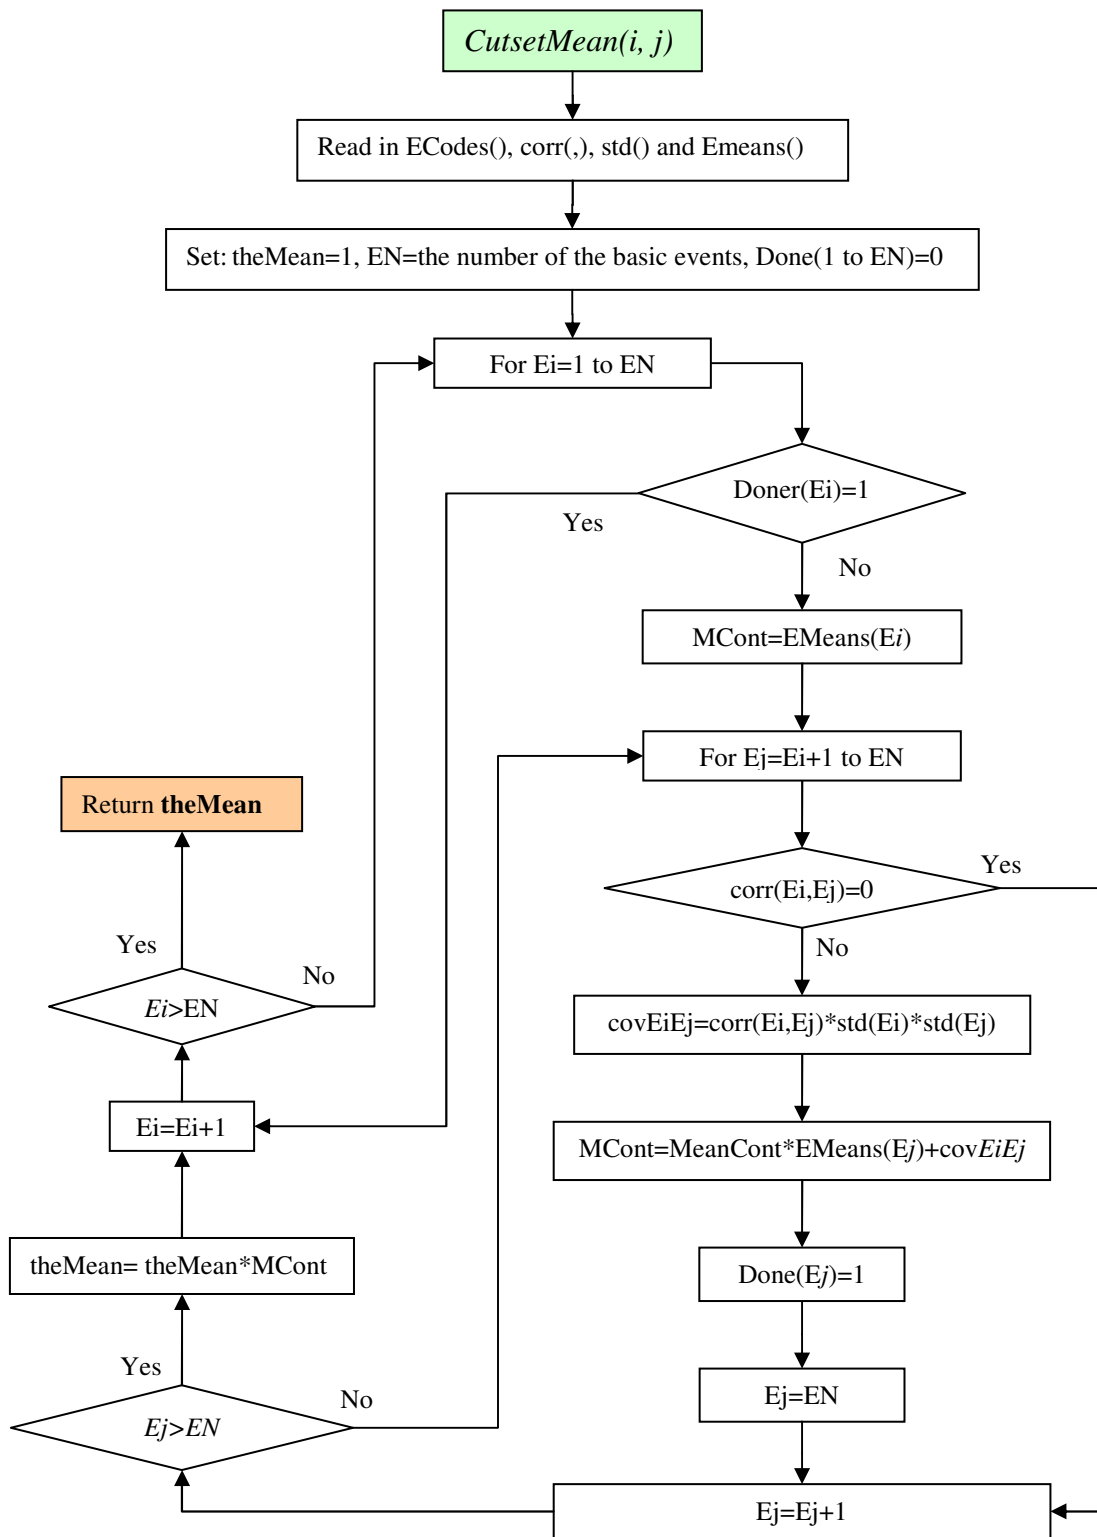 CutsetMean(i, j)
Read in ECodes(), corr(,), std() and Emeans()
Set: theMean=1, EN=the number of the basic events, Done(1 to EN)=0
For Ei=1 to EN
Doner(Ei)=1
Yes
No
MCont=EMeans(Ei)
For Ej=Ei+1 to EN
Return theMean
corr(Ei,Ej)=0
Yes
No
Yes
No
Ei>EN
covEiEj=corr(Ei,Ej)*std(Ei)*std(Ej)
Ei=Ei+1
MCont=MeanCont*EMeans(Ej)+covEiEj
theMean= theMean*MCont
Done(Ej)=1
Yes
No
Ej>EN
Ej=EN
Ej=Ej+1